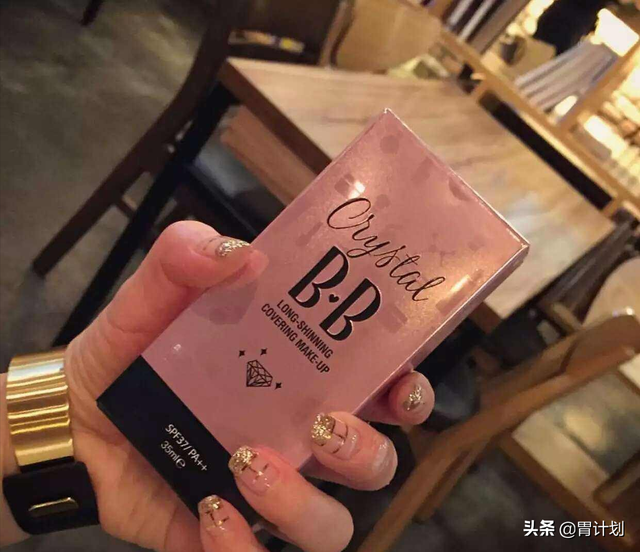 Crystal
B♥B
LONG-SHINNING
COVERING MAKE-UP
SPF37/PA++
35ml℮
头条 @胃计划